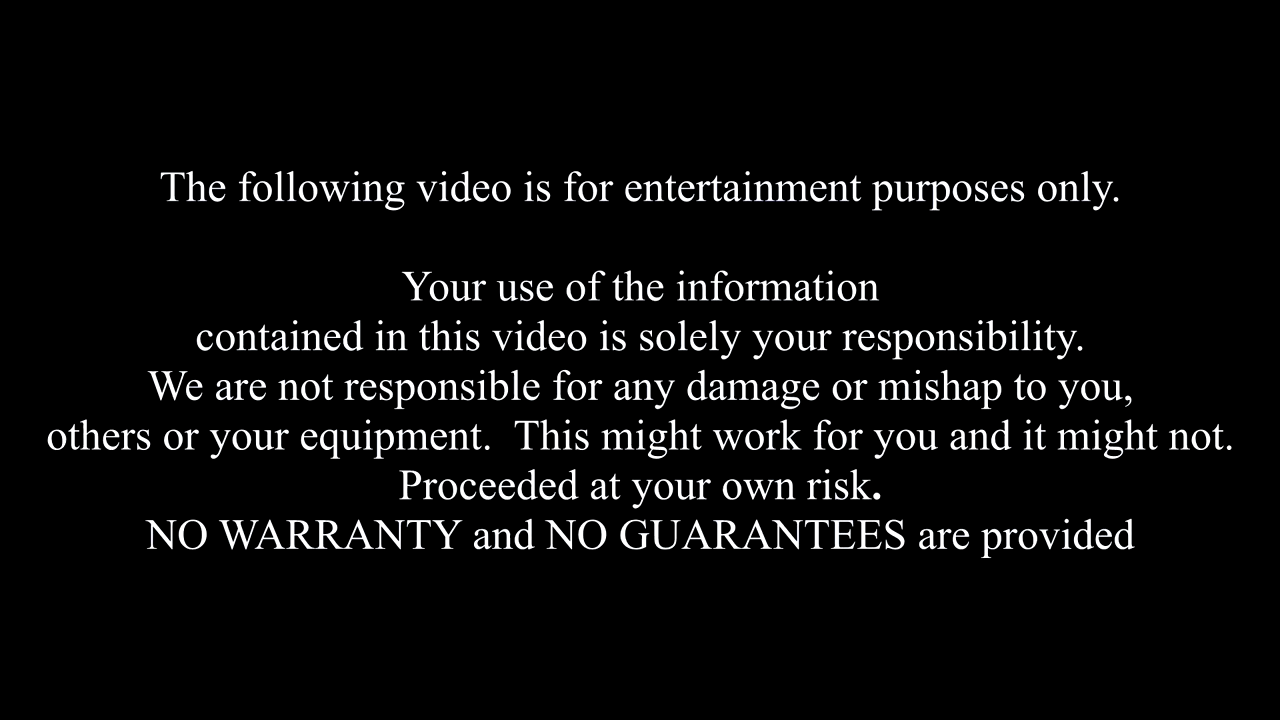 The following video is for entertainment purposes only.
Your use of the information
contained in this video is solely your responsibility.
We are not responsible for any damage or mishap to you,
others or your equipment.  This might work for you and it might not.
Proceeded at your own risk.
NO WARRANTY and NO GUARANTEES are provided